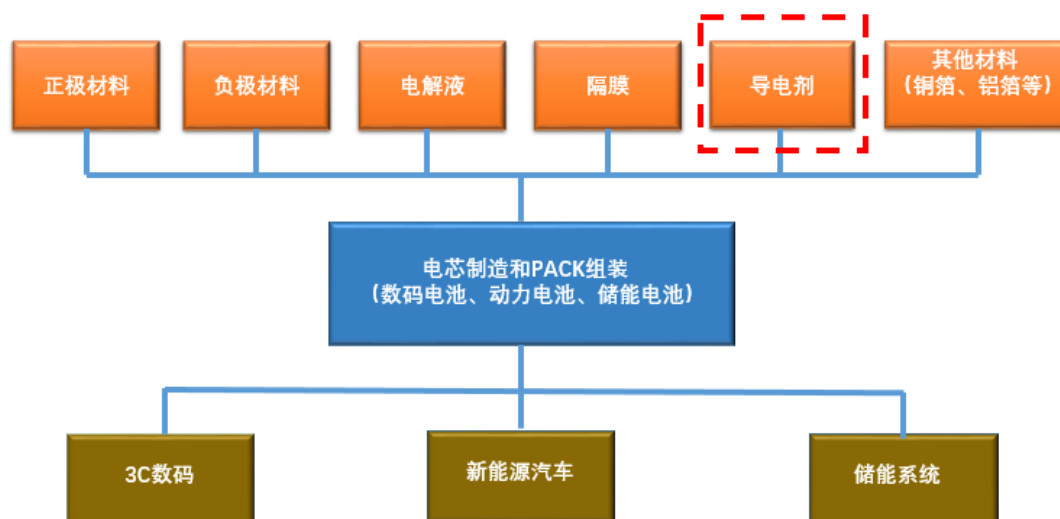 正极材料
负极材料
电解液
隔膜
导电剂
其他材料
（铜箔、铝箔等）
电芯制造和PACK组装
（数码电池、动力电池、储能电池）
3C数码
新能源汽车
储能系统